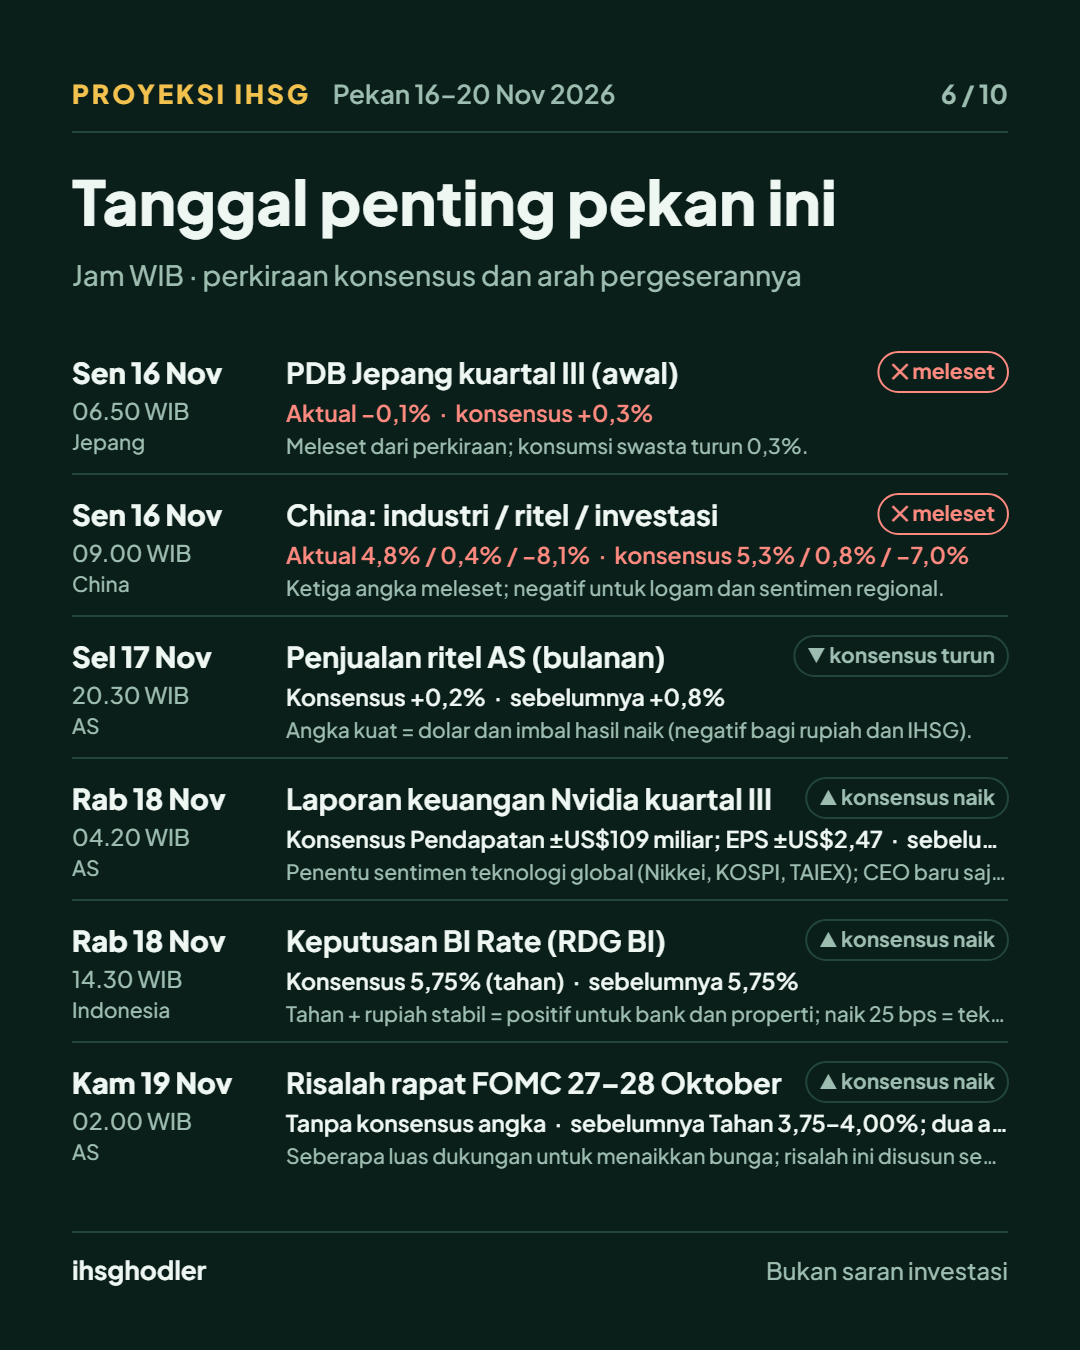 PROYEKSI IHSG Pekan 16–20 Nov 2026 6 / 10
Tanggal penting pekan ini
Jam WIB · perkiraan konsensus dan arah pergeserannya
Sen 16 Nov PDB Jepang kuartal III (awal) ✕ meleset
06.50 WIB Aktual −0,1% · konsensus +0,3%
Jepang Meleset dari perkiraan; konsumsi swasta turun 0,3%.
Sen 16 Nov China: industri / ritel / investasi ✕ meleset
09.00 WIB Aktual 4,8% / 0,4% / −8,1% · konsensus 5,3% / 0,8% / −7,0%
China Ketiga angka meleset; negatif untuk logam dan sentimen regional.
Sel 17 Nov Penjualan ritel AS (bulanan) ▼ konsensus turun
20.30 WIB Konsensus +0,2% · sebelumnya +0,8%
AS Angka kuat = dolar dan imbal hasil naik (negatif bagi rupiah dan IHSG).
Rab 18 Nov Laporan keuangan Nvidia kuartal III ▲ konsensus naik
04.20 WIB Konsensus Pendapatan ±US$109 miliar; EPS ±US$2,47 · sebelu…
AS Penentu sentimen teknologi global (Nikkei, KOSPI, TAIEX); CEO baru saj…
Rab 18 Nov Keputusan BI Rate (RDG BI) ▲ konsensus naik
14.30 WIB Konsensus 5,75% (tahan) · sebelumnya 5,75%
Indonesia Tahan + rupiah stabil = positif untuk bank dan properti; naik 25 bps = tek…
Kam 19 Nov Risalah rapat FOMC 27–28 Oktober ▲ konsensus naik
02.00 WIB Tanpa konsensus angka · sebelumnya Tahan 3,75–4,00%; dua a…
AS Seberapa luas dukungan untuk menaikkan bunga; risalah ini disusun se…
ihsghodler Bukan saran investasi